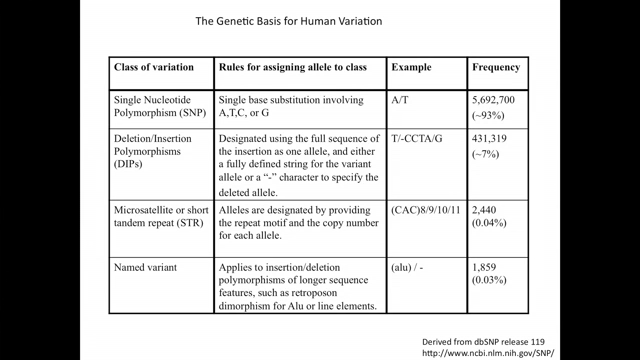 The Genetic Basis for Human Variation
Class of variation
Rules for assigning allele to class
Example
Frequency
Single Nucleotide
Polymorphism (SNP)
Single base substitution involving
A,T,C, or G
A/T
5,692,700
(~93%)
Deletion/Insertion
Polymorphisms
(DIPs)
Designated using the full sequence of
the insertion as one allele, and either
a fully defined string for the variant
allele or a "-" character to specify the
deleted allele.
T/-CCTA/G
431,319
(~7%)
Microsatellite or short
tandem repeat (STR)
Alleles are designated by providing
the repeat motif and the copy number
for each allele.
(CAC)8/9/10/11
2,440
(0.04%)
Named variant
Applies to insertion/deletion
polymorphisms of longer sequence
features, such as retroposon
dimorphism for Alu or line elements.
(alu) / -
1,859
(0.03%)
Derived from dbSNP release 119
http://www.ncbi.nlm.nih.gov/SNP/